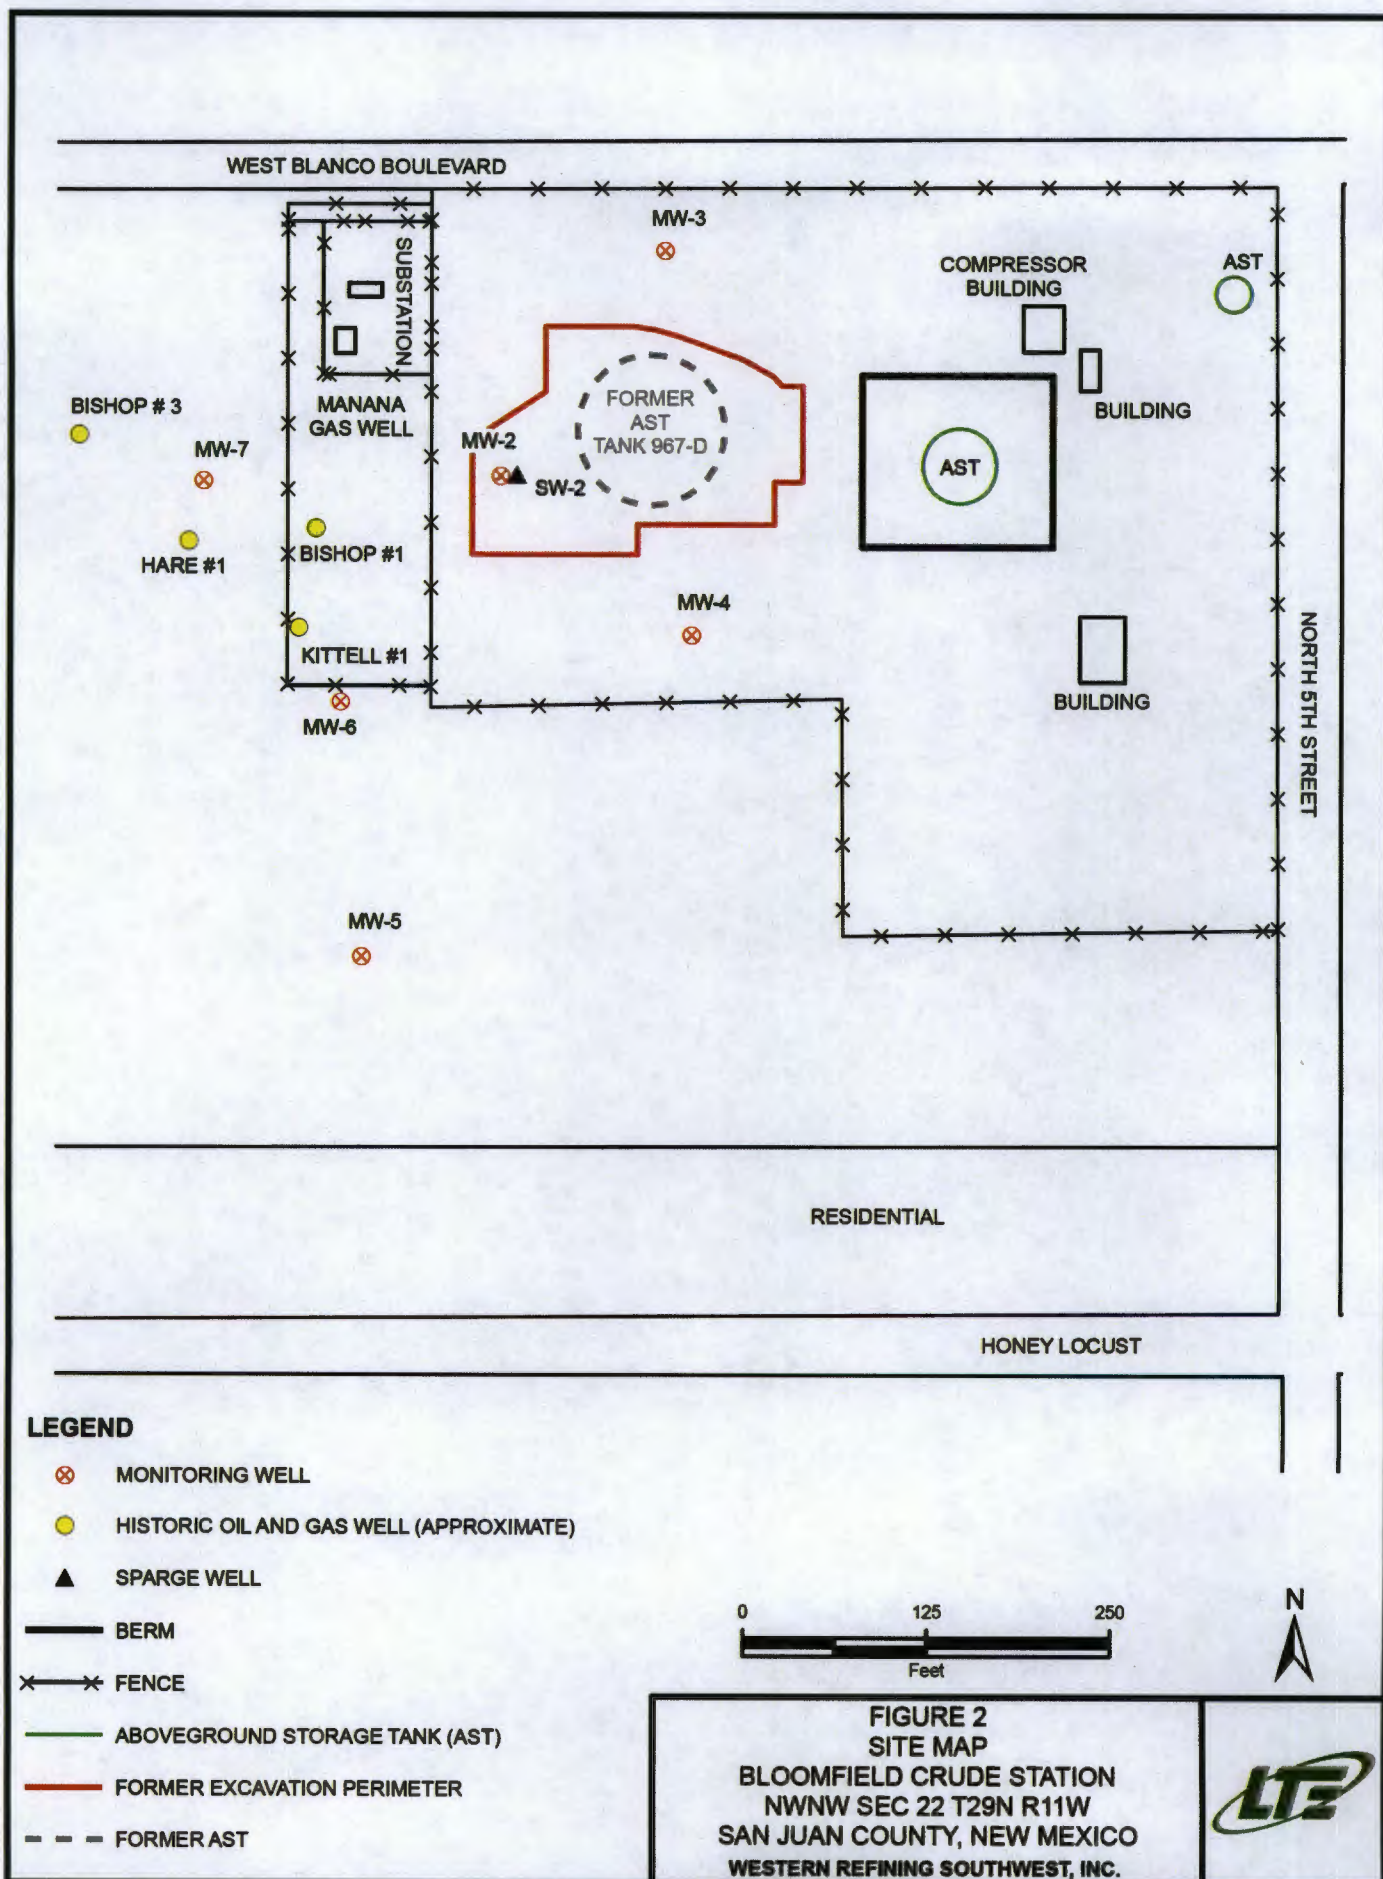 WEST BLANCO BOULEVARD
MW-3
SUBSTATION
COMPRESSOR
BUILDING
AST
BISHOP # 3
MANANA
GAS WELL
FORMER
AST
TANK 967-D
BUILDING
MW-7
MW-2
SW-2
AST
HARE #1
BISHOP #1
MW-4
KITTELL #1
BUILDING
NORTH 5TH STREET
MW-6
MW-5
RESIDENTIAL
HONEY LOCUST
LEGEND
MONITORING WELL
HISTORIC OIL AND GAS WELL (APPROXIMATE)
SPARGE WELL
BERM
FENCE
ABOVEGROUND STORAGE TANK (AST)
FORMER EXCAVATION PERIMETER
FORMER AST
0 125 250
Feet
N
FIGURE 2
SITE MAP
BLOOMFIELD CRUDE STATION
NWNW SEC 22 T29N R11W
SAN JUAN COUNTY, NEW MEXICO
WESTERN REFINING SOUTHWEST, INC.
LTE